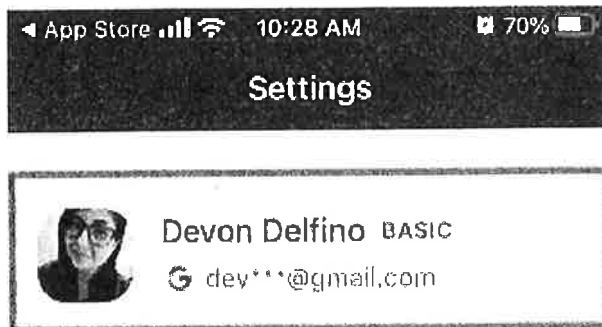 App Store 10:28 AM 70%
Settings
Devon Delfino BASIC
G dev***@gmail.com